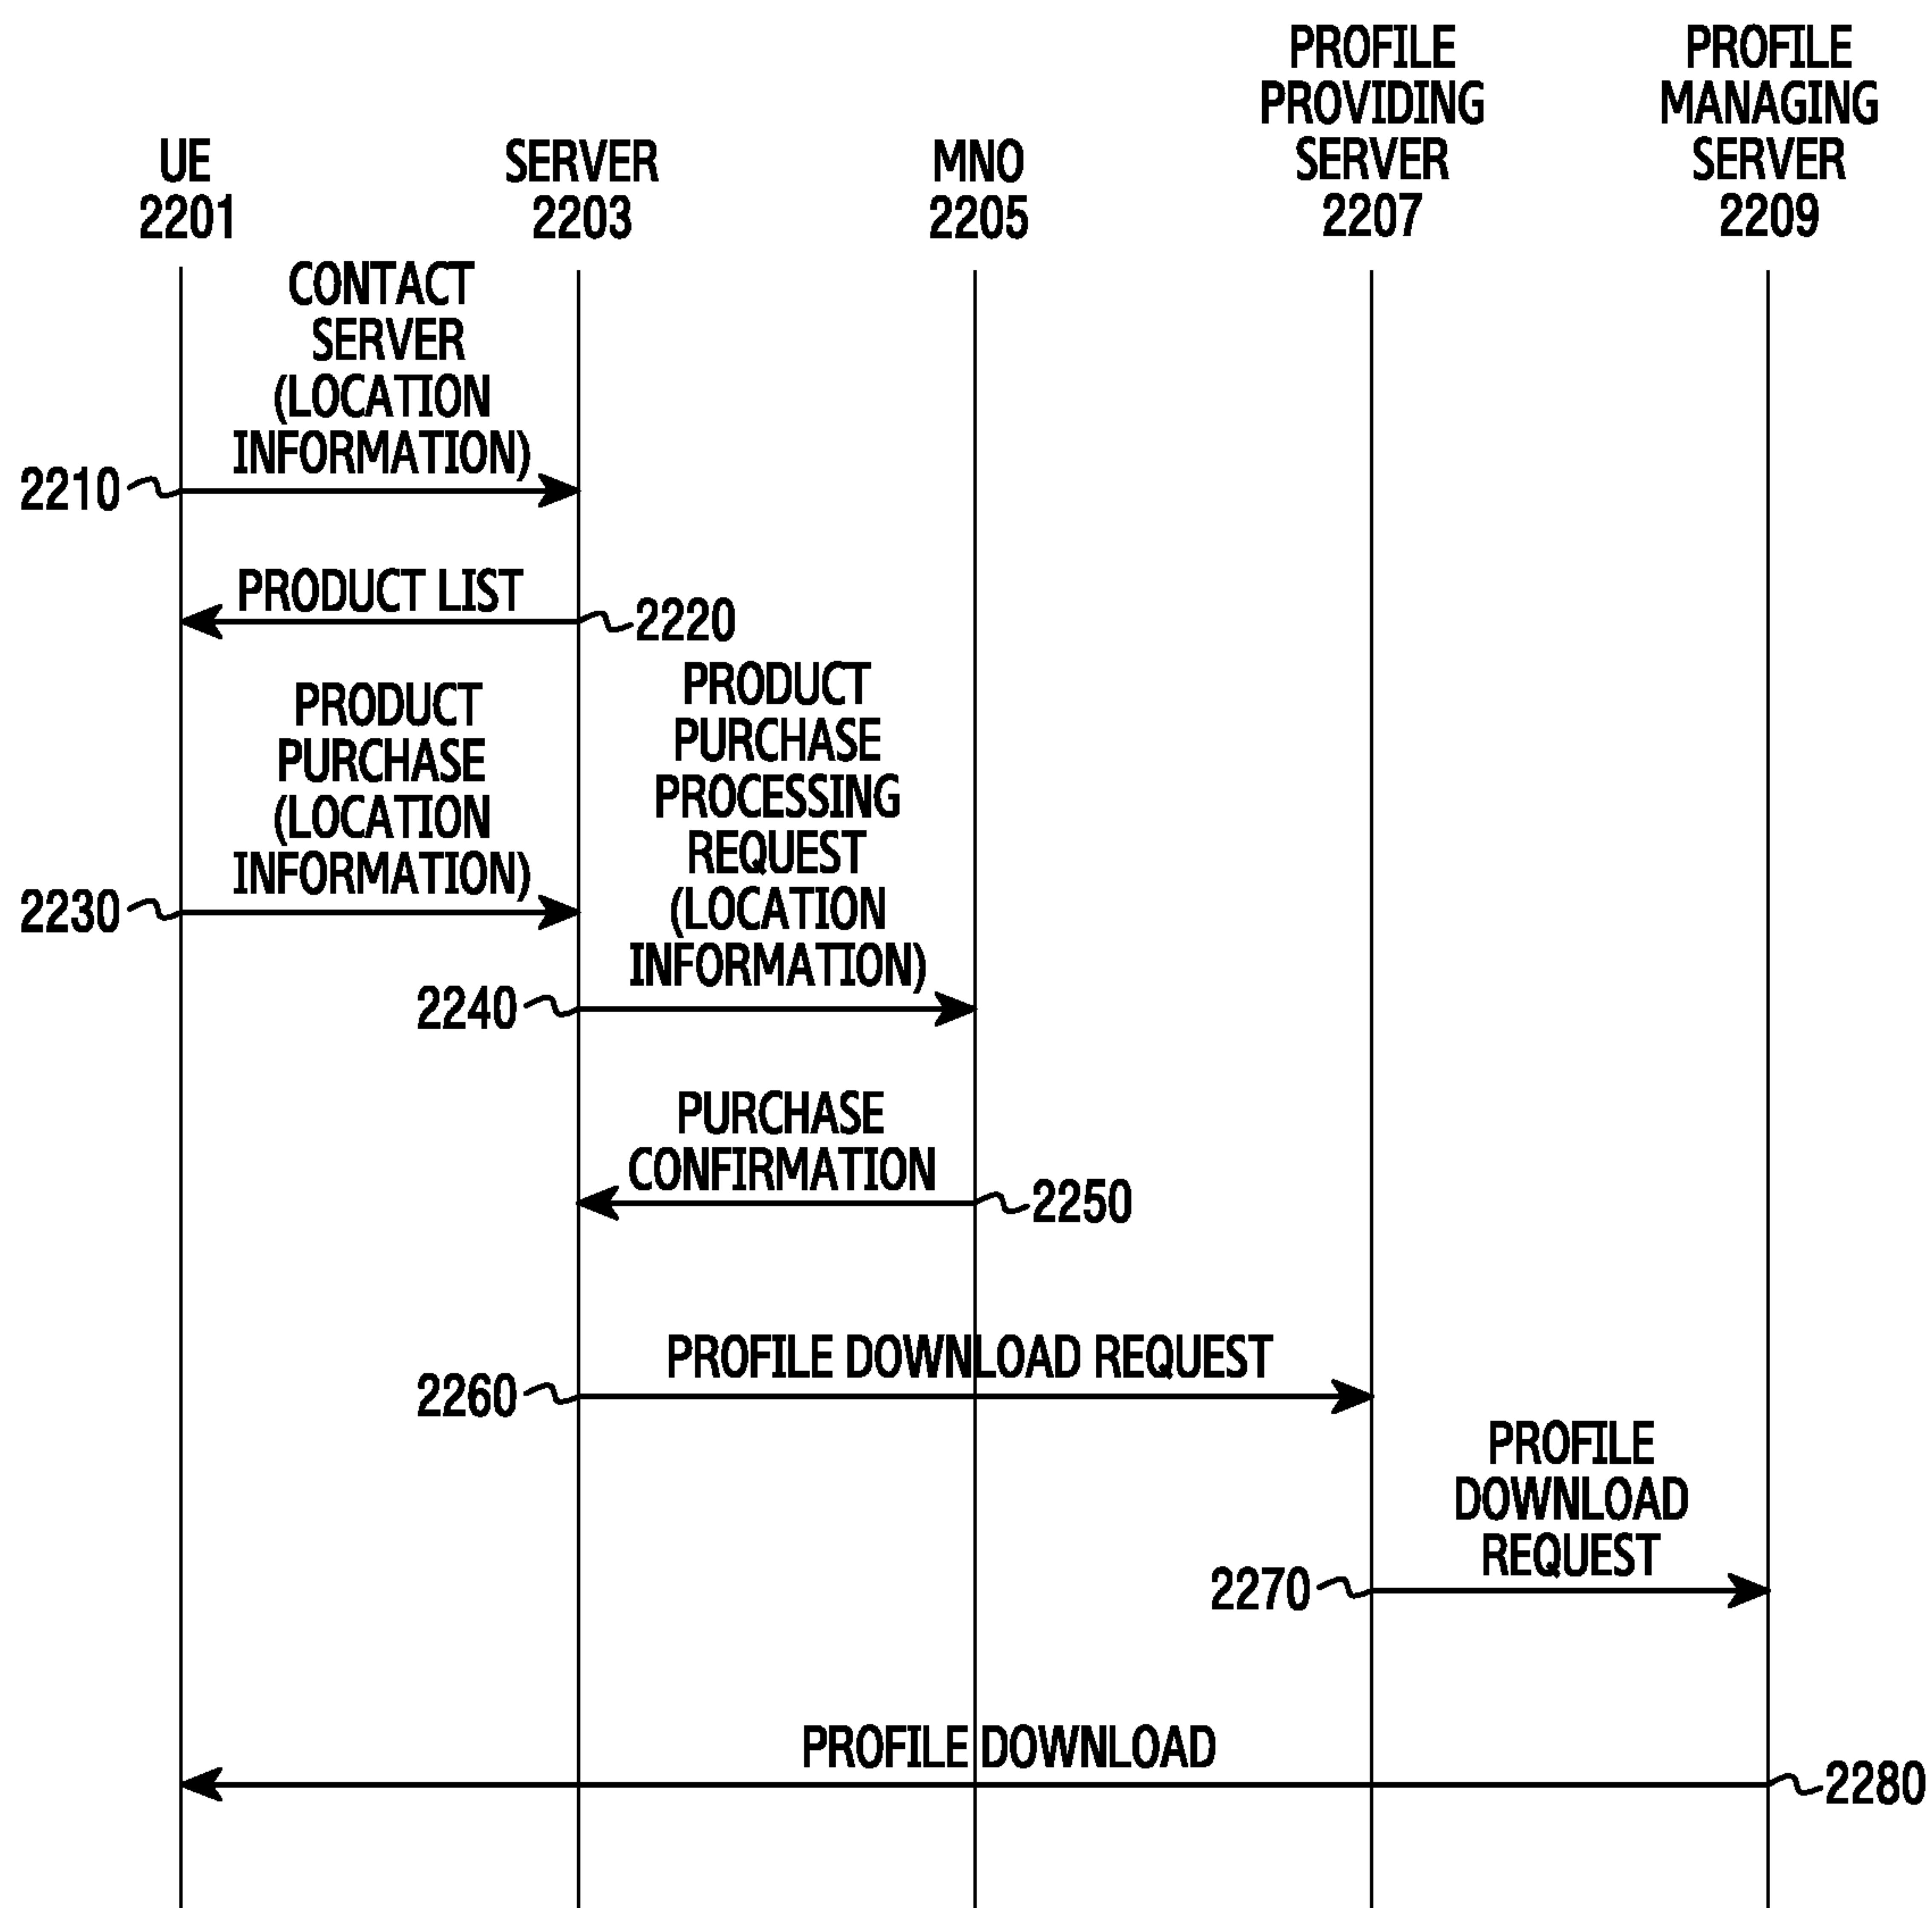 UE
2201
SERVER
2203
MNO
2205
PROFILE
PROVIDING
SERVER
2207
PROFILE
MANAGING
SERVER
2209
CONTACT
SERVER
(LOCATION
INFORMATION)
2210
PRODUCT LIST
2220
PRODUCT
PURCHASE
(LOCATION
INFORMATION)
2230
PRODUCT
PURCHASE
PROCESSING
REQUEST
(LOCATION
INFORMATION)
2240
PURCHASE
CONFIRMATION
2250
PROFILE DOWNLOAD REQUEST
2260
PROFILE
DOWNLOAD
REQUEST
2270
PROFILE DOWNLOAD
2280